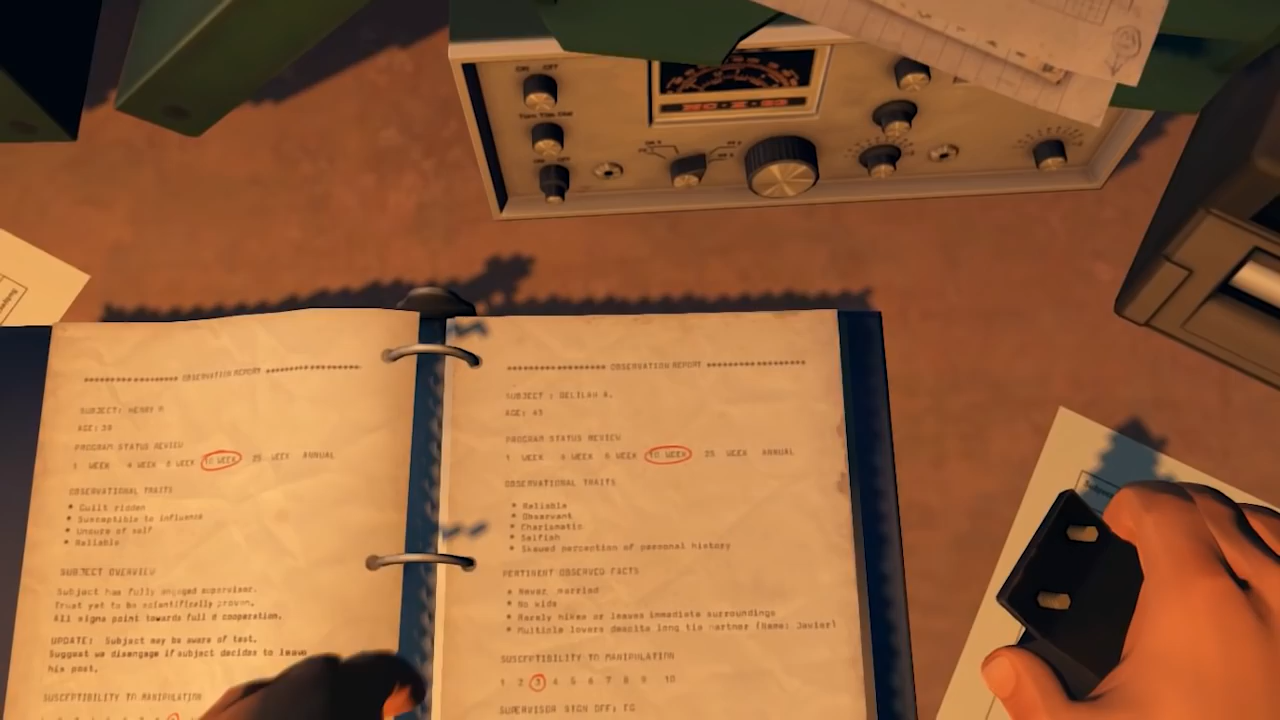 ON OFF
ON OFF
******************* OBSERVATION REPORT *******************
SUBJECT: HENRY
AGE: 39
PROGRAM STATUS REVIEW
1 WEEK 4 WEEK 6 WEEK 10 WEEK 25 WEEK ANNUAL
OBSERVATIONAL TRAITS
* Guilt ridden
* Susceptible to influence
* Unsure of self
* Reliable
SUBJECT OVERVIEW
Subject has fully engaged supervisor.
Trust yet to be scientifically proven.
All signs point towards full cooperation.
UPDATE: Subject may be aware of test.
Suggest we disengage if subject decides to leave
his post.
SUSCEPTIBILITY TO MANIPULATION
******************* OBSERVATION REPORT *******************
SUBJECT : DELILAH A.
AGE: 43
PROGRAM STATUS REVIEW
1 WEEK 4 WEEK 6 WEEK 10 WEEK 25 WEEK ANNUAL
OBSERVATIONAL TRAITS
* Reliable
* Observant
* Charismatic
* Selfish
* Skewed perception of personal history
PERTINENT OBSERVED FACTS
* Never married
* No kids
* Rarely hikes or leaves immediate surroundings
* Multiple lovers despite long tie partner (Name: Javier)
SUSCEPTIBILITY TO MANIPULATION
1 2 3 4 5 6 7 8 9 10
SUPERVISOR SIGN OFF: EG